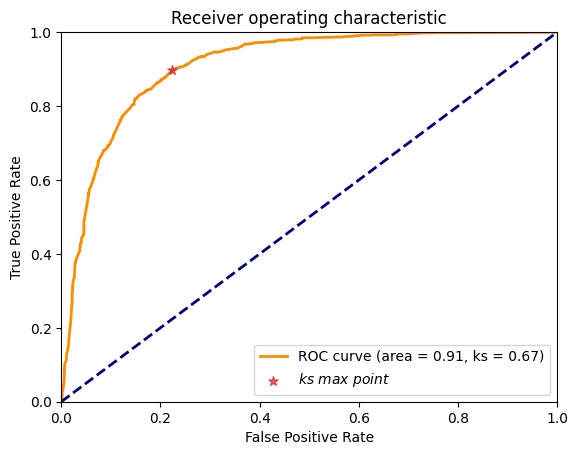 Receiver operating characteristic
1.0
0.8
0.6
0.4
0.2
0.0
True Positive Rate
0.0 0.2 0.4 0.6 0.8 1.0
False Positive Rate
ROC curve (area = 0.91, ks = 0.67)
ks max point